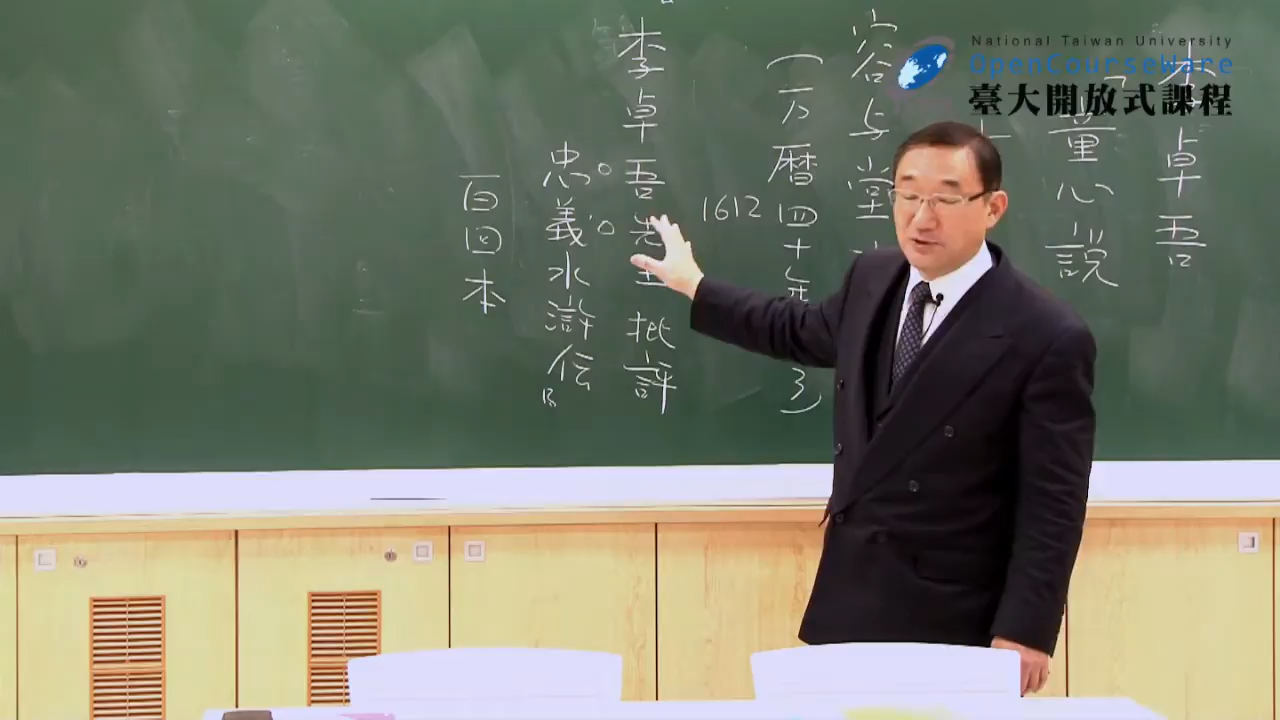 National Taiwan University
OpenCourseWare
臺大開放式課程
卓吾
童心説
容与堂
(万暦四十年
1612
李卓吾先生批評
忠義水滸伝
百回本